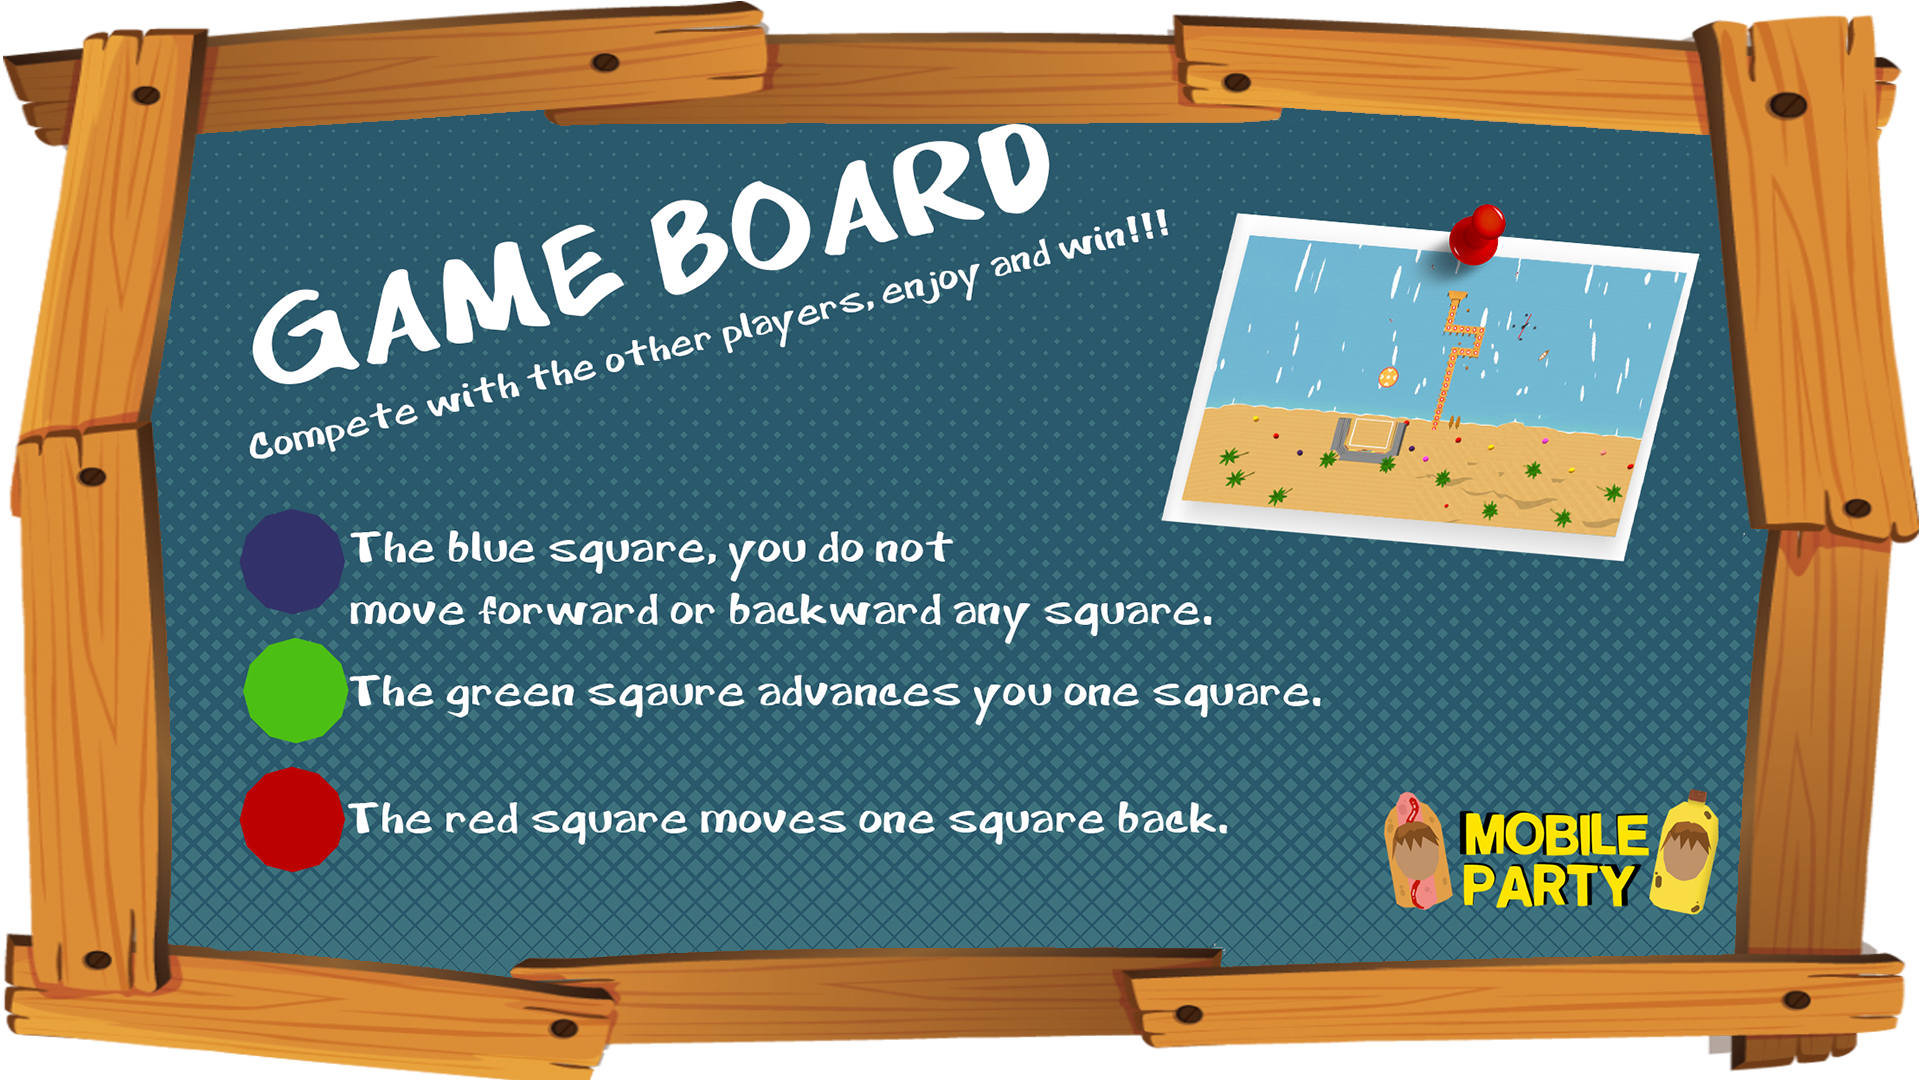 GAME BOARD
Compete with the other players, enjoy and win!!!
The blue square, you do not
move forward or backward any square.
The green sqaure advances you one square.
The red square moves one square back.
MOBILE
PARTY